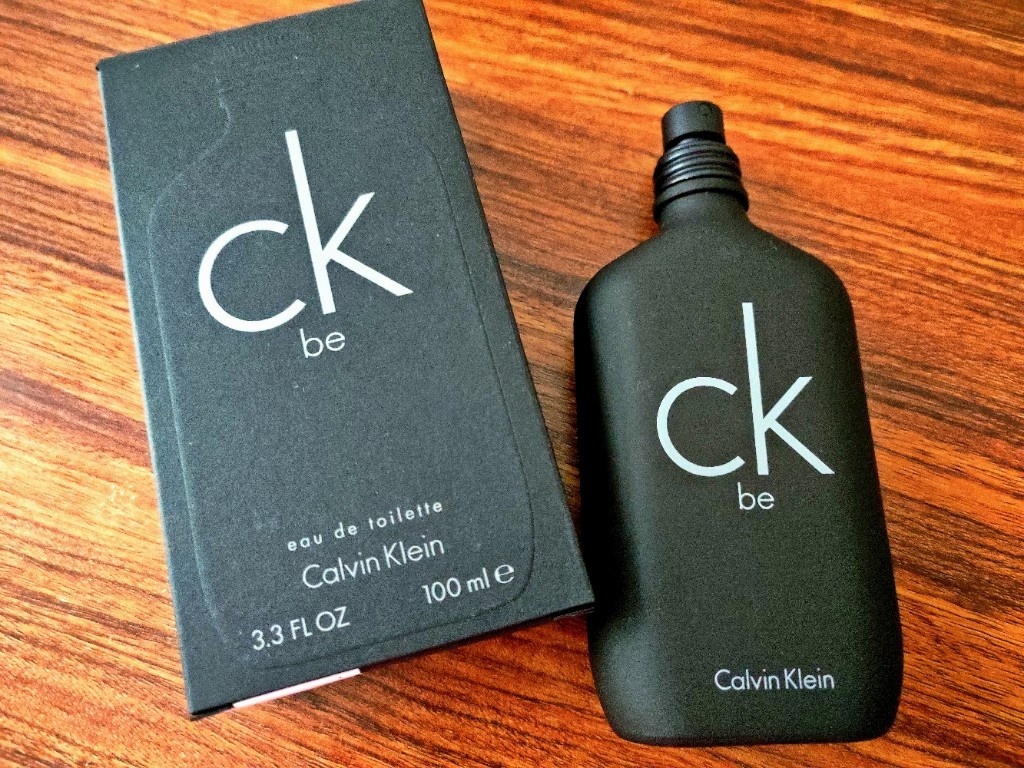 ck
be
eau de toilette
Calvin Klein
3.3 FL OZ 100 ml ℮
ck
be
Calvin Klein